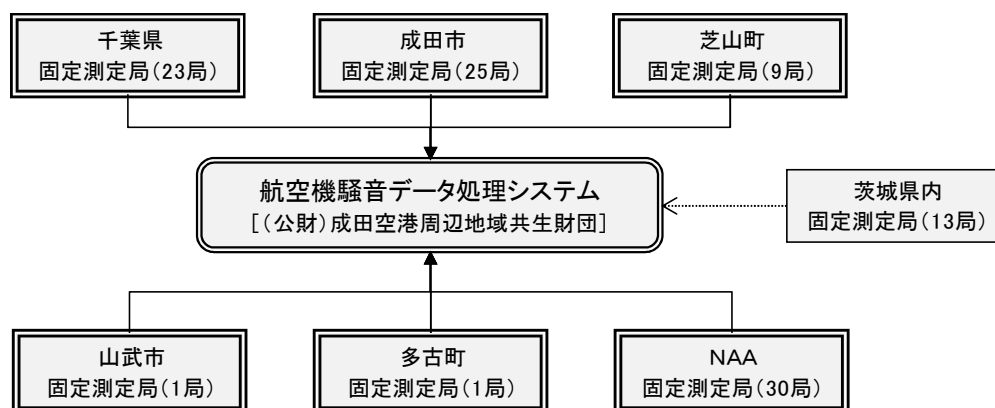 千葉県
固定測定局(23局)
成田市
固定測定局(25局)
芝山町
固定測定局(9局)
航空機騒音データ処理システム
[(公財)成田空港周辺地域共生財団]
茨城県内
固定測定局(13局)
山武市
固定測定局(1局)
多古町
固定測定局(1局)
NAA
固定測定局(30局)